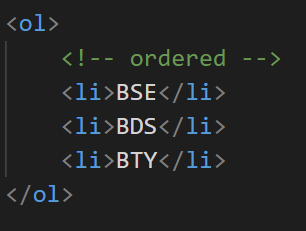 <ol>
<!-- ordered -->
<li>BSE</li>
<li>BDS</li>
<li>BTY</li>
</ol>